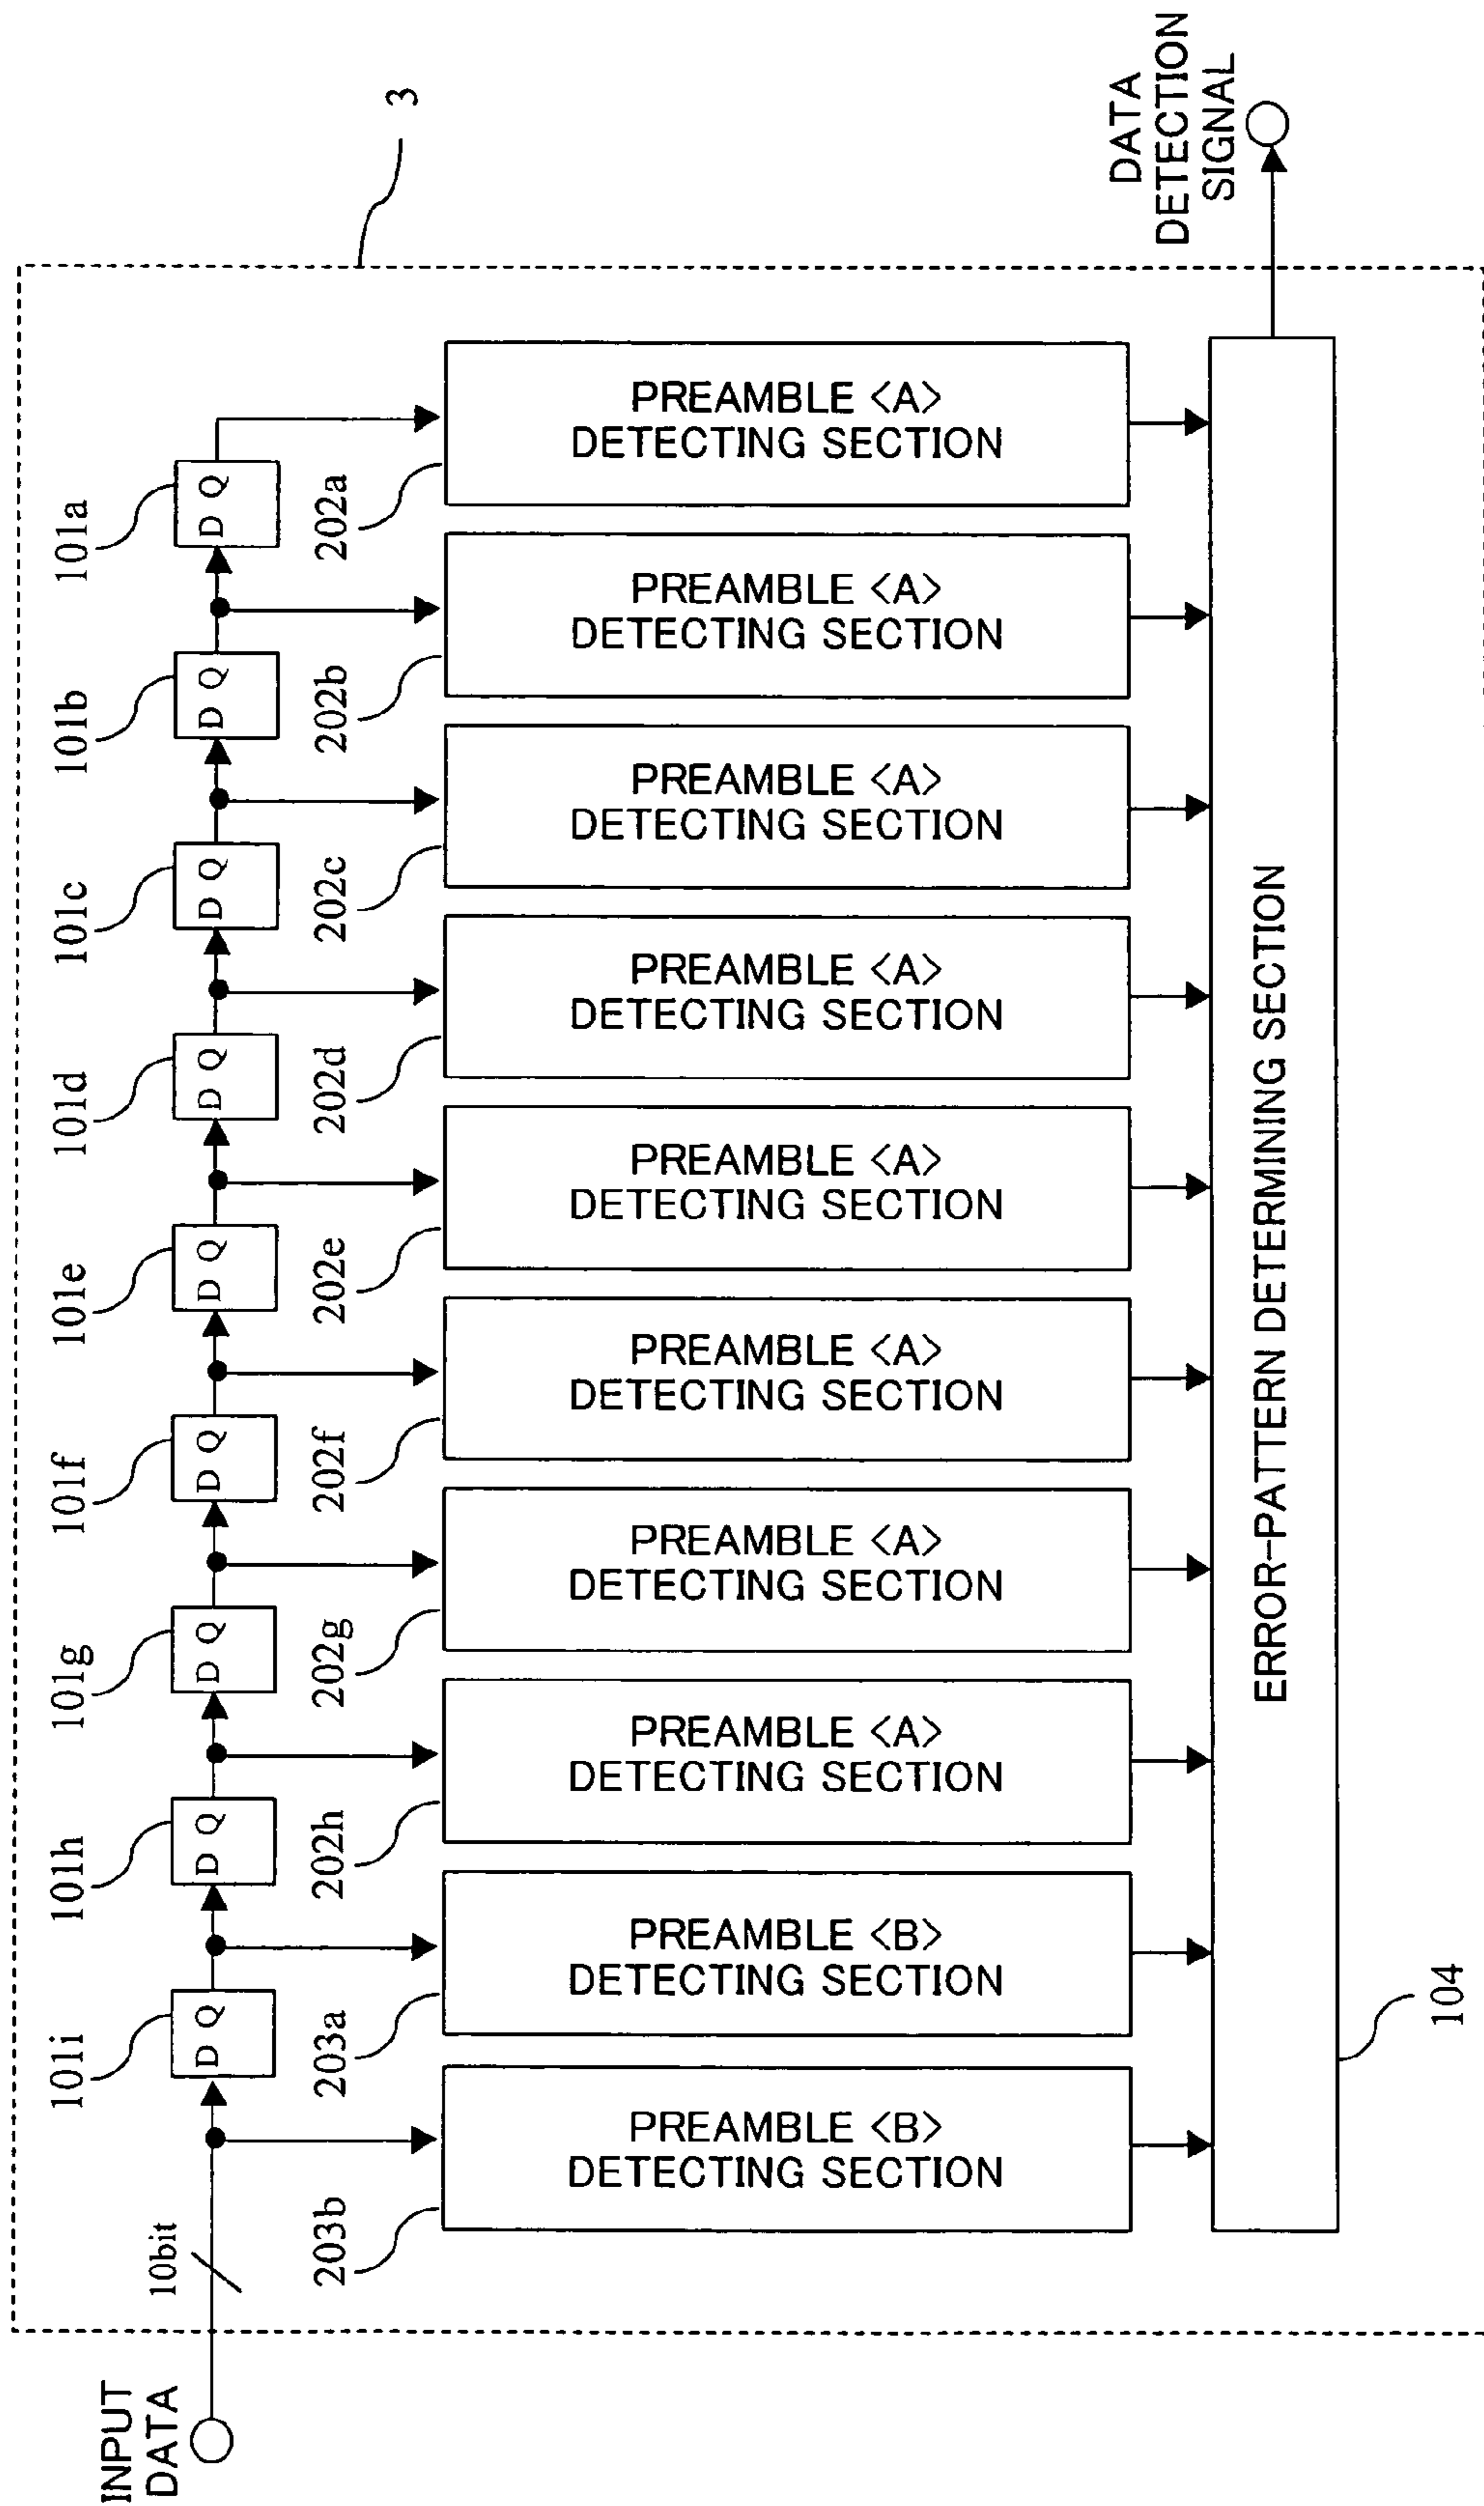 3
INPUT
DATA
10bit
101i
101h
101g
101f
101e
101d
101c
101b
101a
D Q
D Q
D Q
D Q
D Q
D Q
D Q
D Q
D Q
203b
203a
202h
202g
202f
202e
202d
202c
202b
202a
PREAMBLE <B>
DETECTING SECTION
PREAMBLE <B>
DETECTING SECTION
PREAMBLE <A>
DETECTING SECTION
PREAMBLE <A>
DETECTING SECTION
PREAMBLE <A>
DETECTING SECTION
PREAMBLE <A>
DETECTING SECTION
PREAMBLE <A>
DETECTING SECTION
PREAMBLE <A>
DETECTING SECTION
PREAMBLE <A>
DETECTING SECTION
PREAMBLE <A>
DETECTING SECTION
DATA
DETECTION
SIGNAL
ERROR-PATTERN DETERMINING SECTION
104